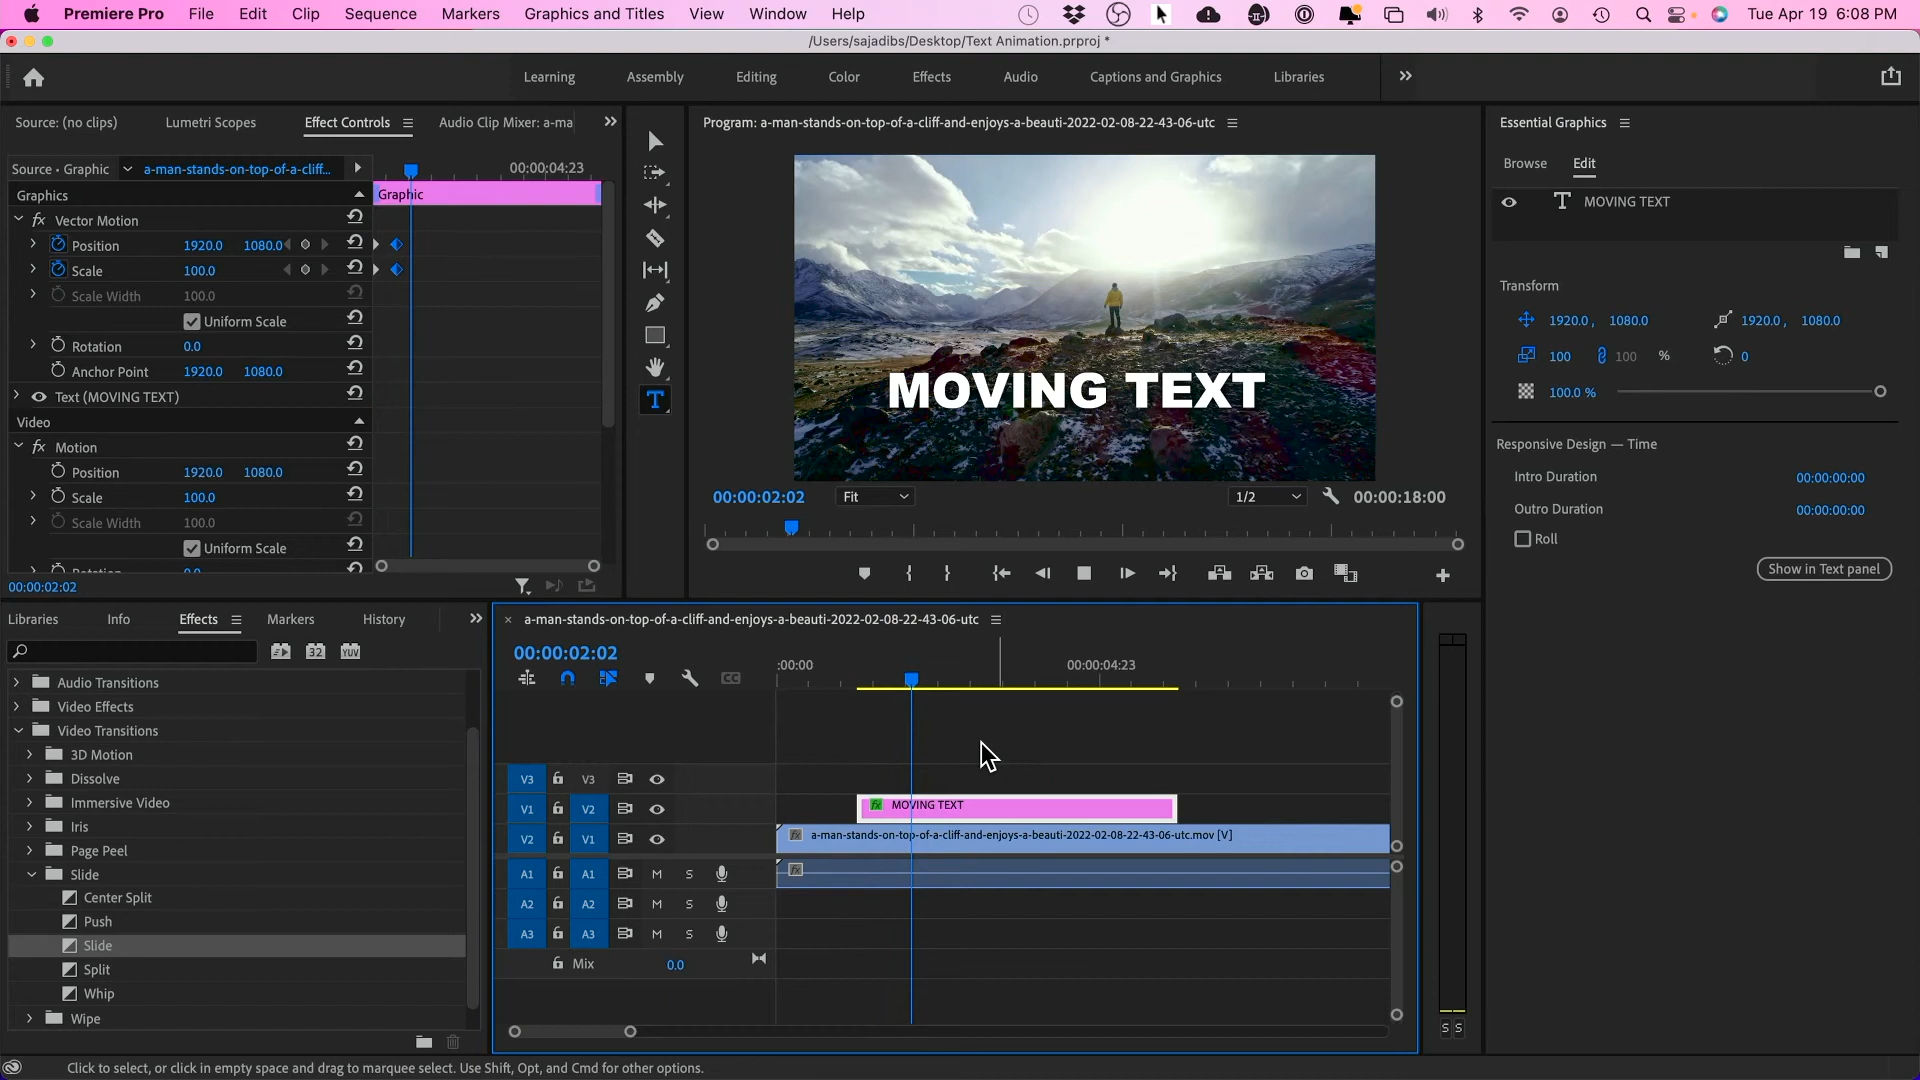 Premiere Pro File Edit Clip Sequence Markers Graphics and Titles View Window Help Tue Apr 19 6:08 PM
/Users/sajadibs/Desktop/Text Animation.prproj *
Learning Assembly Editing Color Effects Audio Captions and Graphics Libraries
Source: (no clips) Lumetri Scopes Effect Controls Audio Clip Mixer: a-ma
Program: a-man-stands-on-top-of-a-cliff-and-enjoys-a-beauti-2022-02-08-22-43-06-utc
Essential Graphics
Browse Edit
Source • Graphic a-man-stands-on-top-of-a-cliff... 00:00:04:23
Graphics Graphic
MOVING TEXT
fx Vector Motion
Position 1920.0 1080.0
Scale 100.0
Scale Width 100.0
Uniform Scale
Rotation 0.0
Anchor Point 1920.0 1080.0
Text (MOVING TEXT)
Video
fx Motion
Position 1920.0 1080.0
Scale 100.0
Scale Width 100.0
Uniform Scale
Rotation 0.0
00:00:02:02
MOVING TEXT
00:00:02:02 Fit 1/2 00:00:18:00
Transform
1920.0 , 1080.0 1920.0 , 1080.0
100 100 % 0
100.0 %
Responsive Design — Time
Intro Duration 00:00:00:00
Outro Duration 00:00:00:00
Roll
Show in Text panel
Libraries Info Effects Markers History
32 YUV
Audio Transitions
Video Effects
Video Transitions
3D Motion
Dissolve
Immersive Video
Iris
Page Peel
Slide
Center Split
Push
Slide
Split
Whip
Wipe
× a-man-stands-on-top-of-a-cliff-and-enjoys-a-beauti-2022-02-08-22-43-06-utc
00:00:02:02
:00:00 00:00:04:23
CC
V3 V3
V1 V2 fx MOVING TEXT
V2 V1 fx a-man-stands-on-top-of-a-cliff-and-enjoys-a-beauti-2022-02-08-22-43-06-utc.mov [V]
A1 A1 M S fx
A2 A2 M S
A3 A3 M S
Mix 0.0
S S
Click to select, or click in empty space and drag to marquee select. Use Shift, Opt, and Cmd for other options.